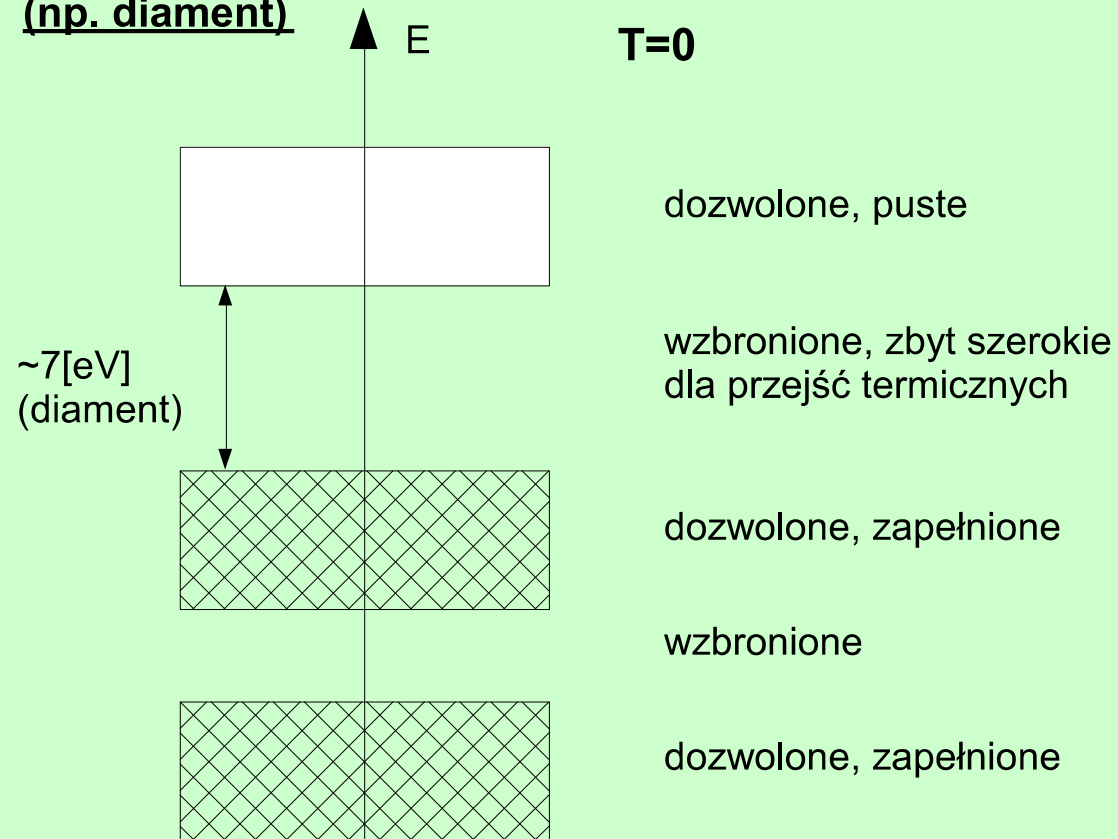 (np. diament)
E
T=0
dozwolone, puste
wzbronione, zbyt szerokie
dla przejść termicznych
~7[eV]
(diament)
dozwolone, zapełnione
wzbronione
dozwolone, zapełnione